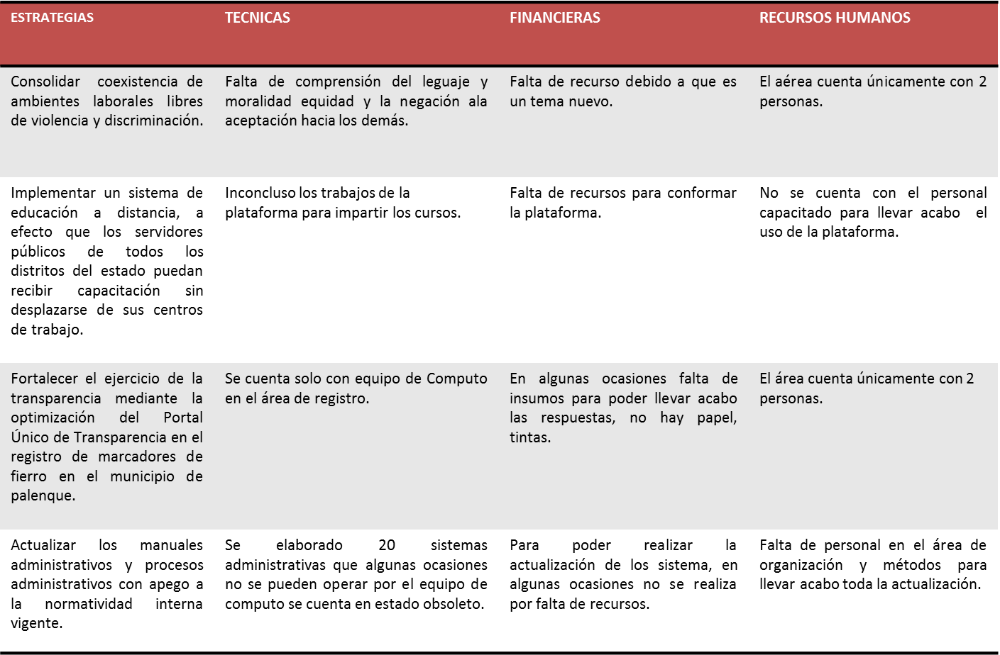 ESTRATEGIAS
TECNICAS
FINANCIERAS
RECURSOS HUMANOS
Consolidar coexistencia de
ambientes laborales libres
de violencia y discriminación.
Falta de comprensión del leguaje y
moralidad equidad y la negación ala
aceptación hacia los demás.
Falta de recurso debido a que es
un tema nuevo.
El aérea cuenta únicamente con 2
personas.
Implementar un sistema de
educación a distancia, a
efecto que los servidores
públicos de todos los
distritos del estado puedan
recibir capacitación sin
desplazarse de sus centros
de trabajo.
Inconcluso los trabajos de la
plataforma para impartir los cursos.
Falta de recursos para conformar
la plataforma.
No se cuenta con el personal
capacitado para llevar acabo el
uso de la plataforma.
Fortalecer el ejercicio de la
transparencia mediante la
optimización del Portal
Único de Transparencia en el
registro de marcadores de
fierro en el municipio de
palenque.
Se cuenta solo con equipo de Computo
en el área de registro.
En algunas ocasiones falta de
insumos para poder llevar acabo
las respuestas, no hay papel,
tintas.
El área cuenta únicamente con 2
personas.
Actualizar los manuales
administrativos y procesos
administrativos con apego a
la normatividad interna
vigente.
Se elaborado 20 sistemas
administrativas que algunas ocasiones
no se pueden operar por el equipo de
computo se cuenta en estado obsoleto.
Para poder realizar la
actualización de los sistema, en
algunas ocasiones no se realiza
por falta de recursos.
Falta de personal en el área de
organización y métodos para
llevar acabo toda la actualización.